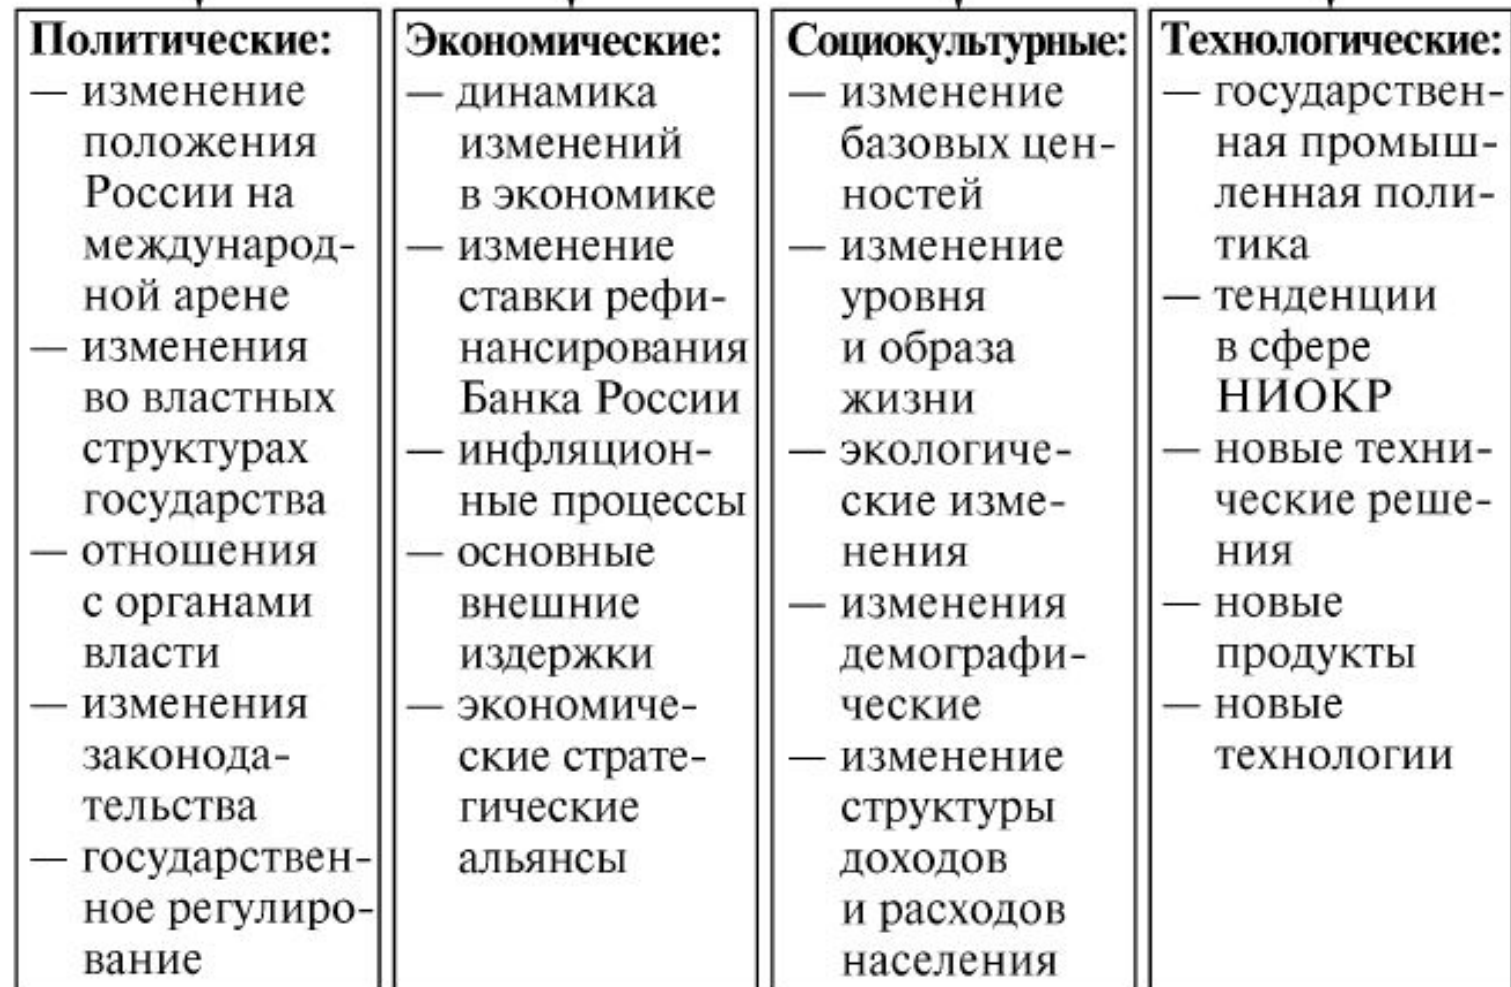 Политические:
— изменение
положения
России на
международ-
ной арене
— изменения
во властных
структурах
государства
— отношения
с органами
власти
— изменения
законода-
тельства
— государствен-
ное регулиро-
вание
Экономические:
— динамика
изменений
в экономике
— изменение
ставки рефи-
нансирования
Банка России
— инфляцион-
ные процессы
— основные
внешние
издержки
— экономиче-
ские страте-
гические
альянсы
Социокультурные:
— изменение
базовых цен-
ностей
— изменение
уровня
и образа
жизни
— экологиче-
ские изме-
нения
— изменения
демографи-
ческие
— изменение
структуры
доходов
и расходов
населения
Технологические:
— государствен-
ная промыш-
ленная поли-
тика
— тенденции
в сфере
НИОКР
— новые техни-
ческие реше-
ния
— новые
продукты
— новые
технологии